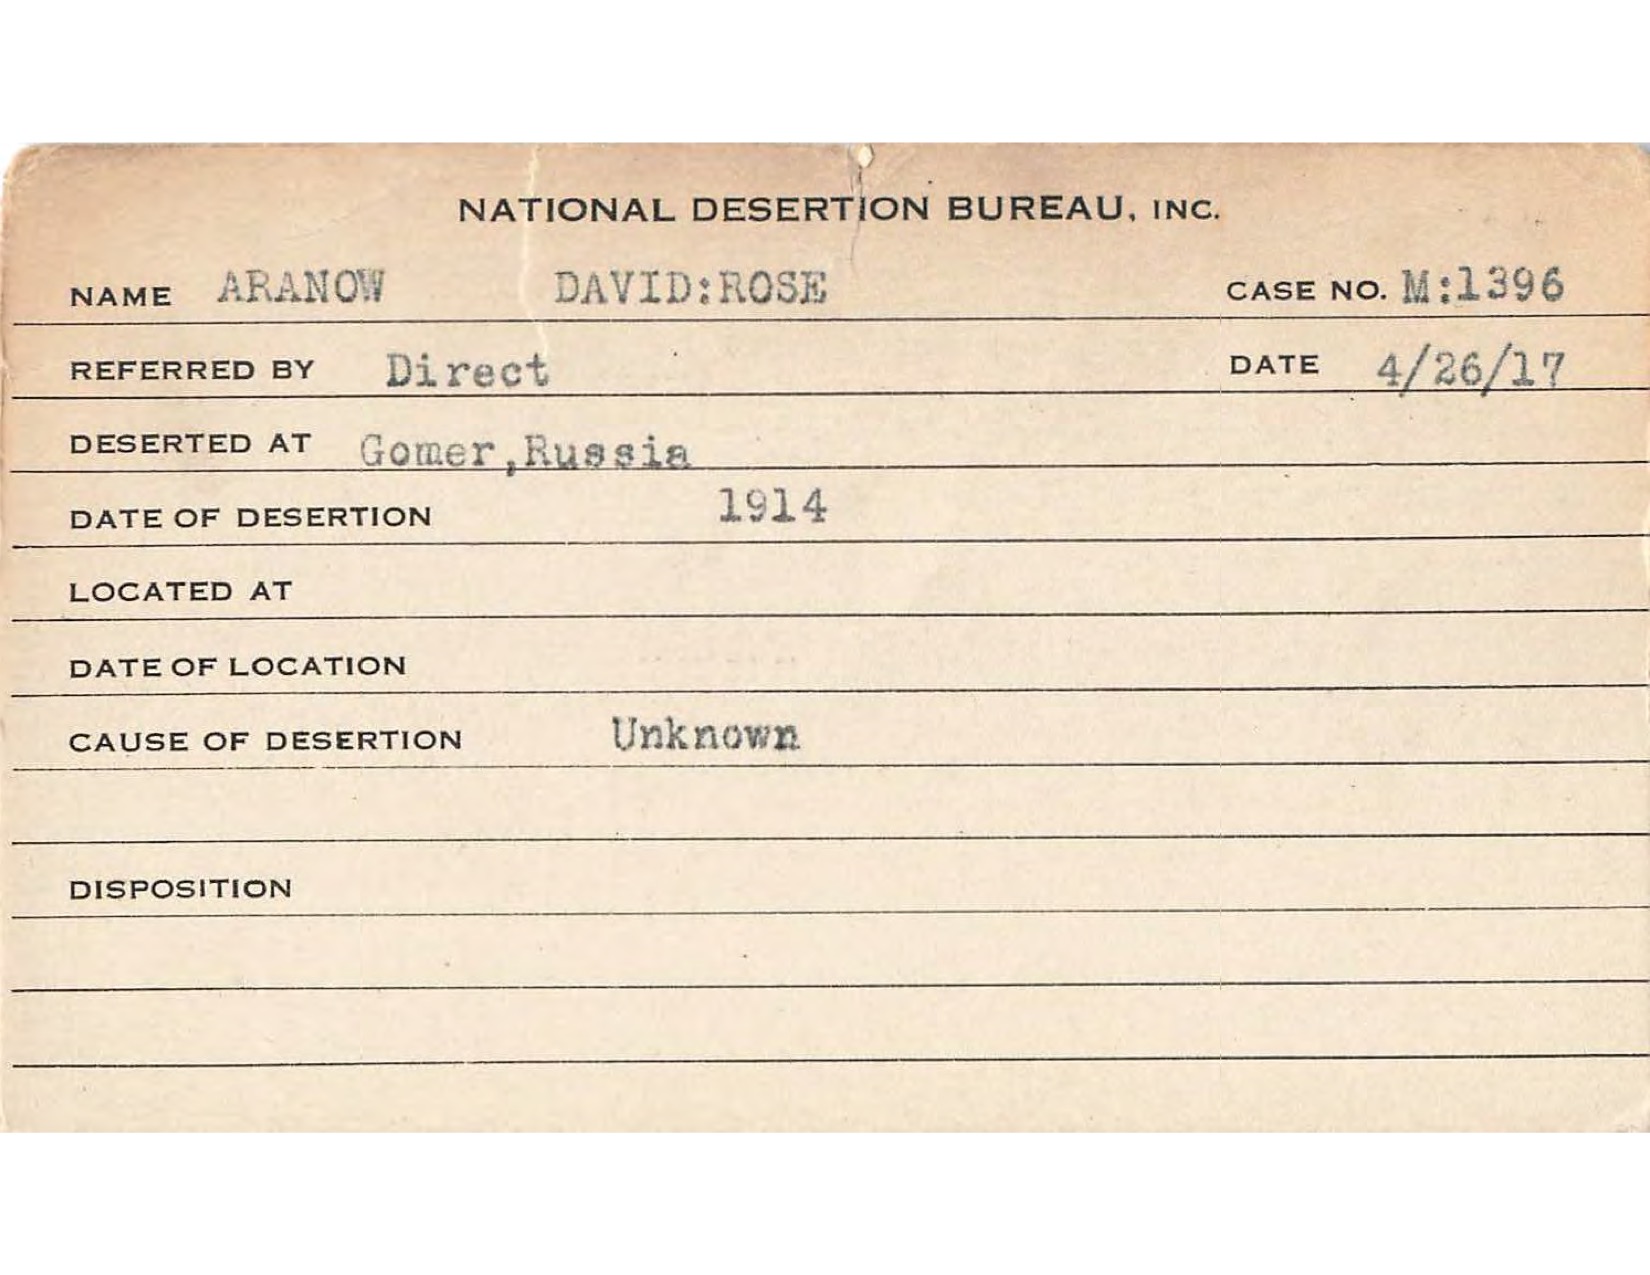 NATIONAL DESERTION BUREAU, INC.
NAME ARANOW DAVID:ROSE CASE NO. M:1396
REFERRED BY Direct DATE 4/26/17
DESERTED AT Gomer,Russia
DATE OF DESERTION 1914
LOCATED AT
DATE OF LOCATION
CAUSE OF DESERTION Unknown
DISPOSITION